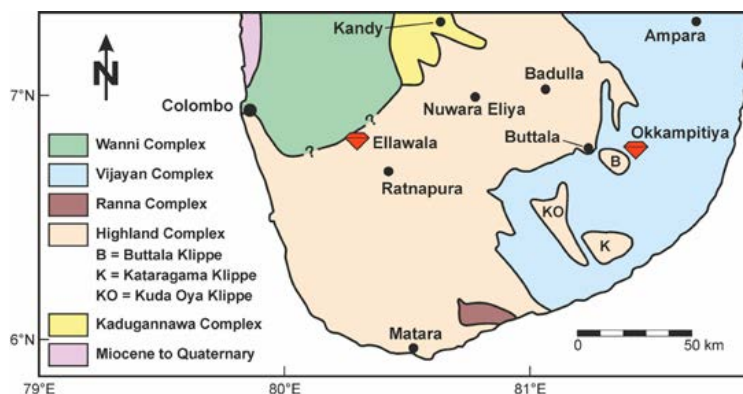 Kandy
Ampara
N
Badulla
7°N
Colombo
Nuwara Eliya
Buttala
Okkampitiya
?
?
Ellawala
B
Ratnapura
KO
K
Wanni Complex
Vijayan Complex
Ranna Complex
Highland Complex
B = Buttala Klippe
K = Kataragama Klippe
KO = Kuda Oya Klippe
Kadugannawa Complex
Miocene to Quaternary
6°N
Matara
0 50 km
79°E
80°E
81°E